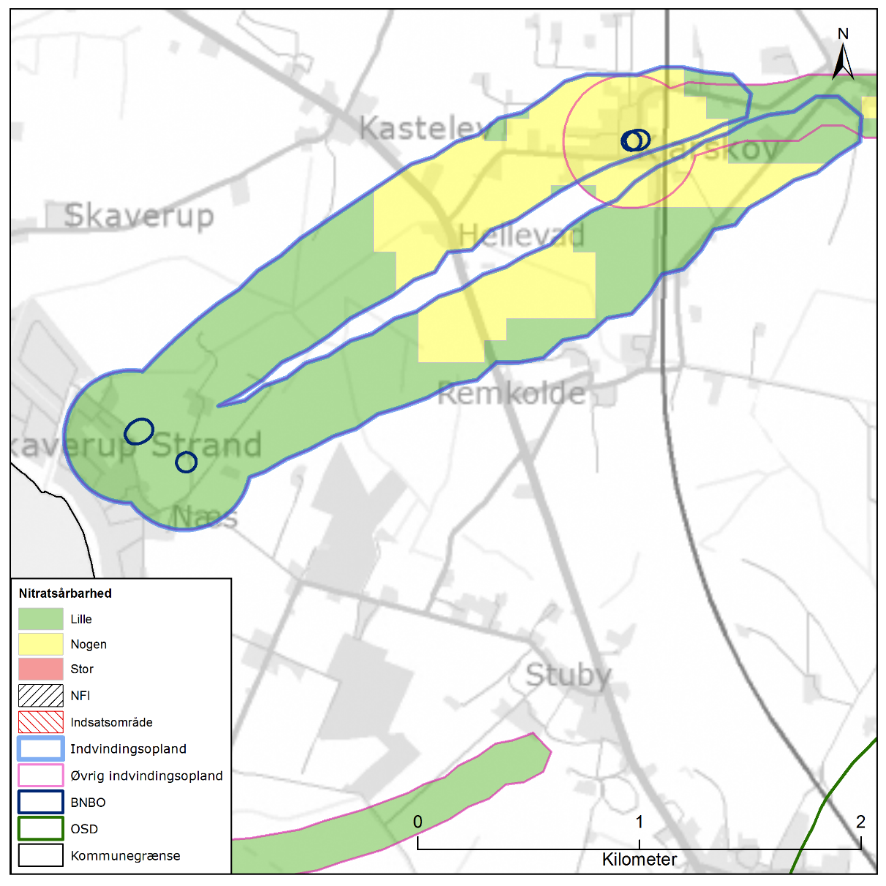 N
Kastelev
Kjærskov
Skaverup
Hellevad
Remkolde
kaverup Strand
Næs
Stuby
Nitratsårbarhed
Lille
Nogen
Stor
NFI
Indsatsområde
Indvindingsopland
Øvrig indvindingsopland
BNBO
OSD
Kommunegrænse
0 1 2
Kilometer